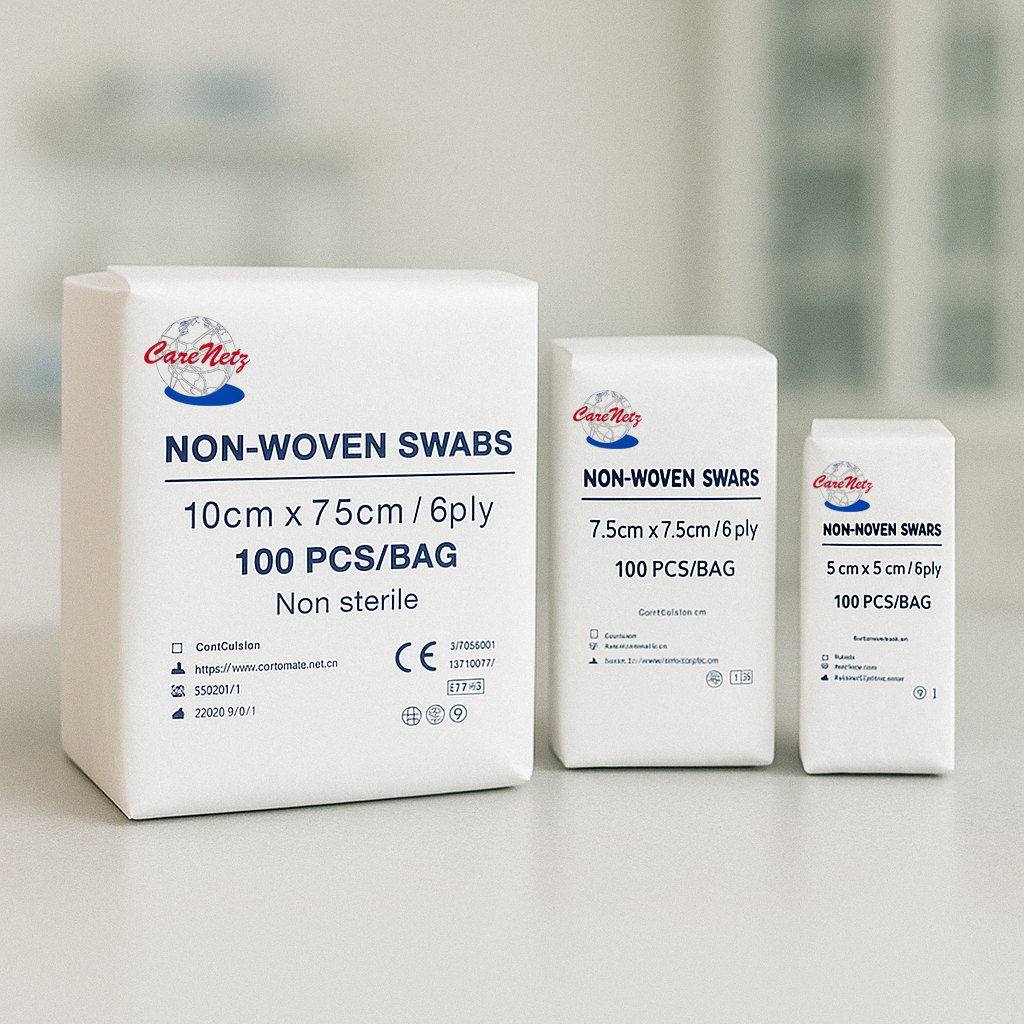 CareNetz
NON-WOVEN SWABS
10cm x 75cm / 6ply
100 PCS/BAG
Non sterile
ContCulsIon
https://www.cortomate.net.cn
550201/1
22020 9/0/1
CE
3/7056001
13710077/
9
CareNetz
NON-WOVEN SWARS
7.5cm x 7.5cm / 6 ply
100 PCS/BAG
CareNetz
NON-NOVEN SWARS
5 cm x 5 cm / 6ply
100 PCS/BAG